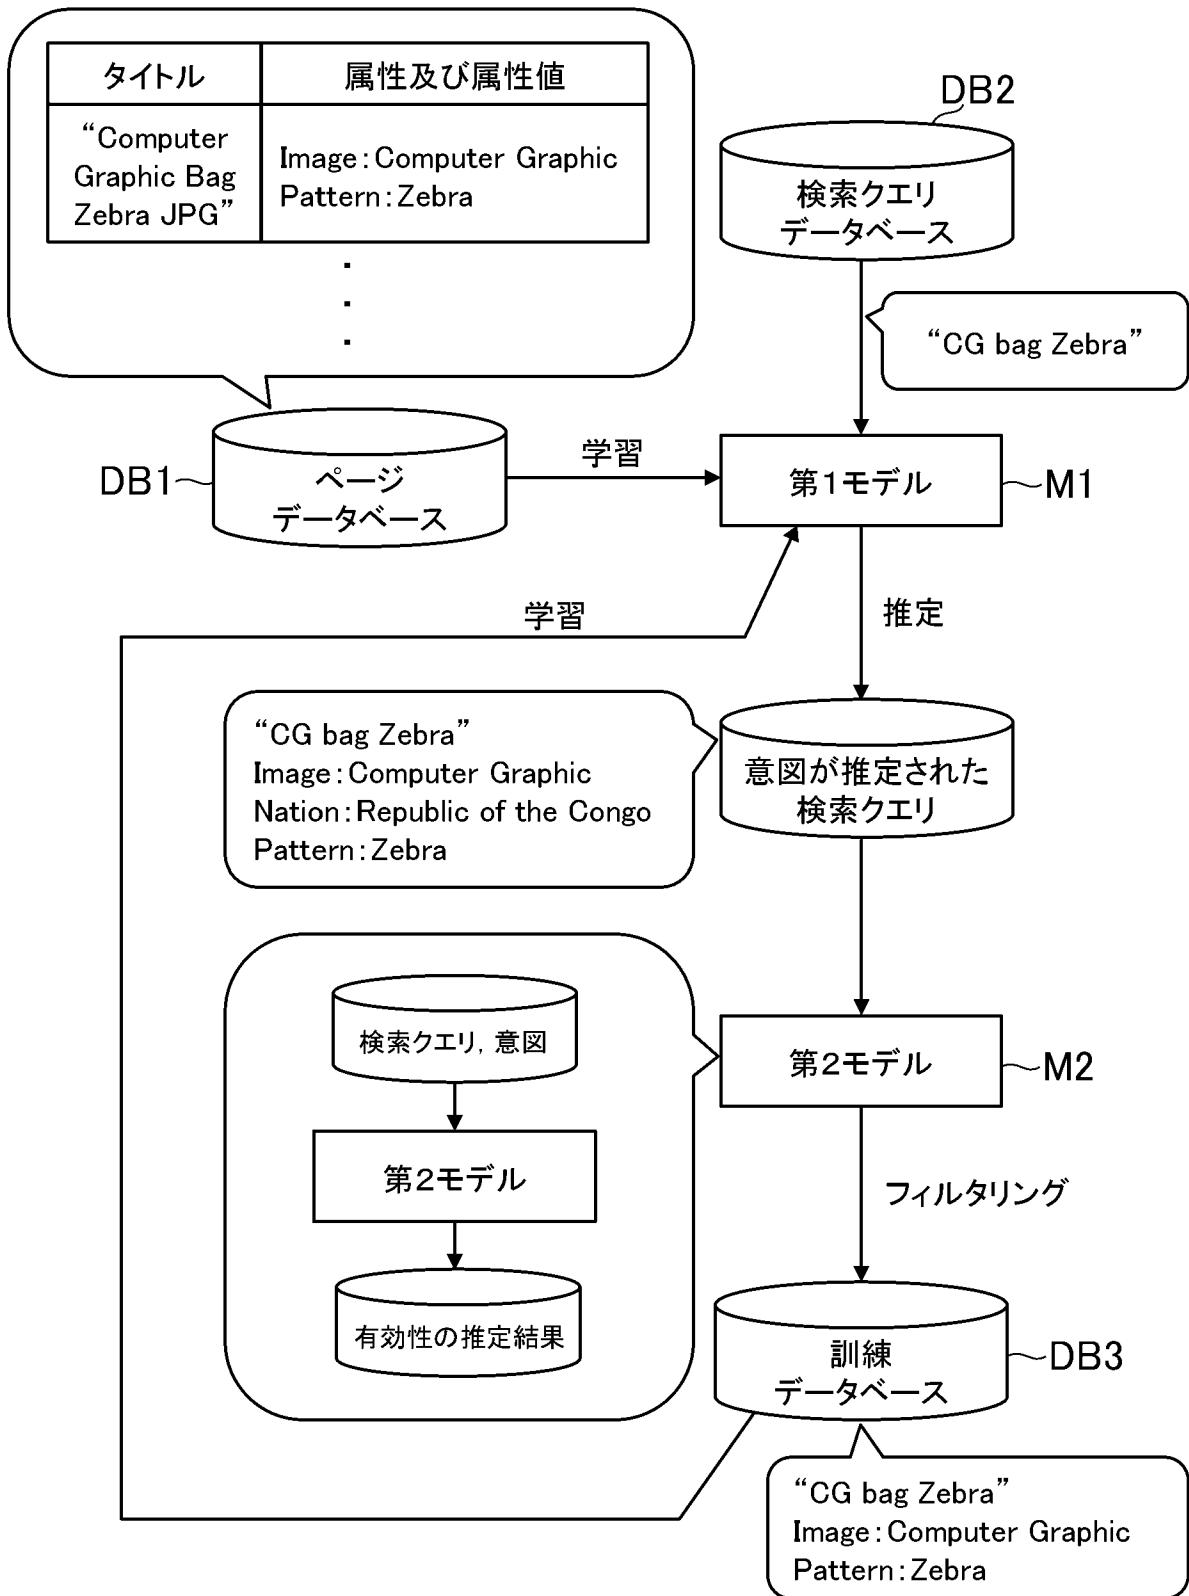 タイトル
属性及び属性値
“Computer
Graphic Bag
Zebra JPG”
Image：Computer Graphic
Pattern：Zebra
DB2
検索クエリ
データベース
“CG bag Zebra”
DB1
ページ
データベース
学習
第1モデル
M1
学習
推定
“CG bag Zebra”
Image：Computer Graphic
Nation：Republic of the Congo
Pattern：Zebra
意図が推定された
検索クエリ
検索クエリ，意図
第2モデル
有効性の推定結果
第2モデル
M2
フィルタリング
訓練
データベース
DB3
“CG bag Zebra”
Image：Computer Graphic
Pattern：Zebra